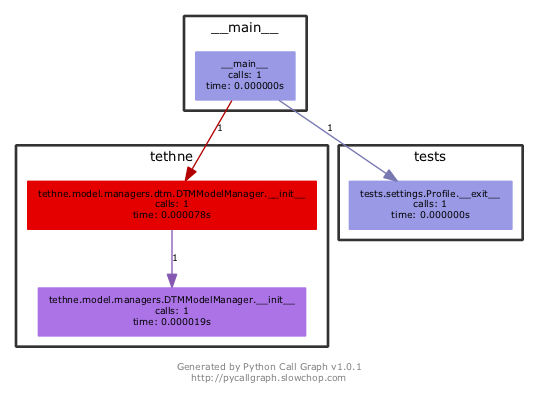 __main__
__main__
calls: 1
time: 0.000000s
1
1
tethne
tests
tethne.model.managers.dtm.DTMModelManager.__init__
calls: 1
time: 0.000078s
tests.settings.Profile.__exit__
calls: 1
time: 0.000000s
1
tethne.model.managers.DTMModelManager.__init__
calls: 1
time: 0.000019s
Generated by Python Call Graph v1.0.1
http://pycallgraph.slowchop.com